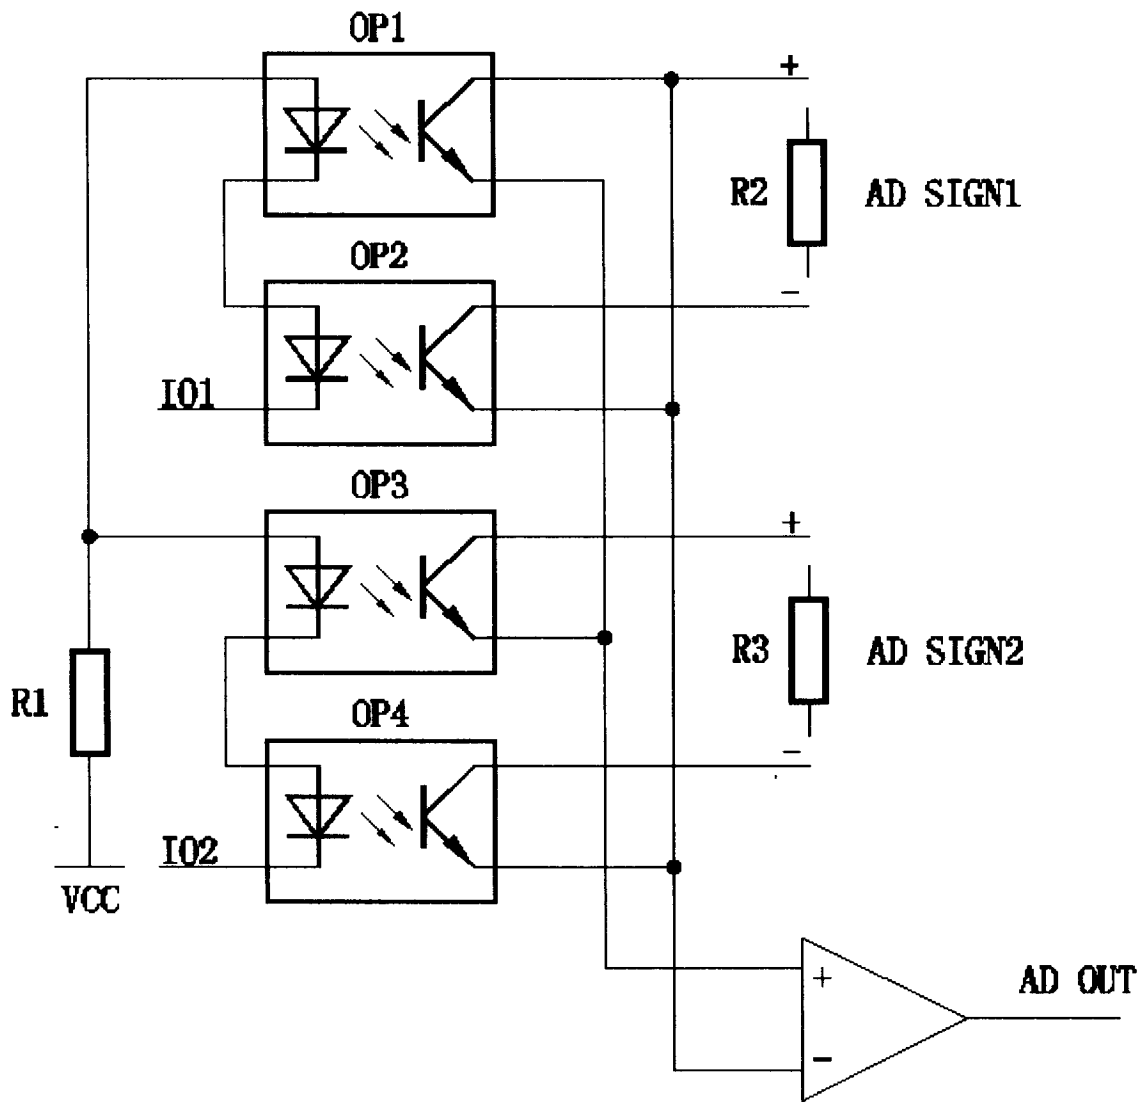 OP1
+
R2 AD SIGN1
OP2
-
IO1
OP3
+
R3 AD SIGN2
R1
OP4
-
IO2
VCC
+
AD OUT
-